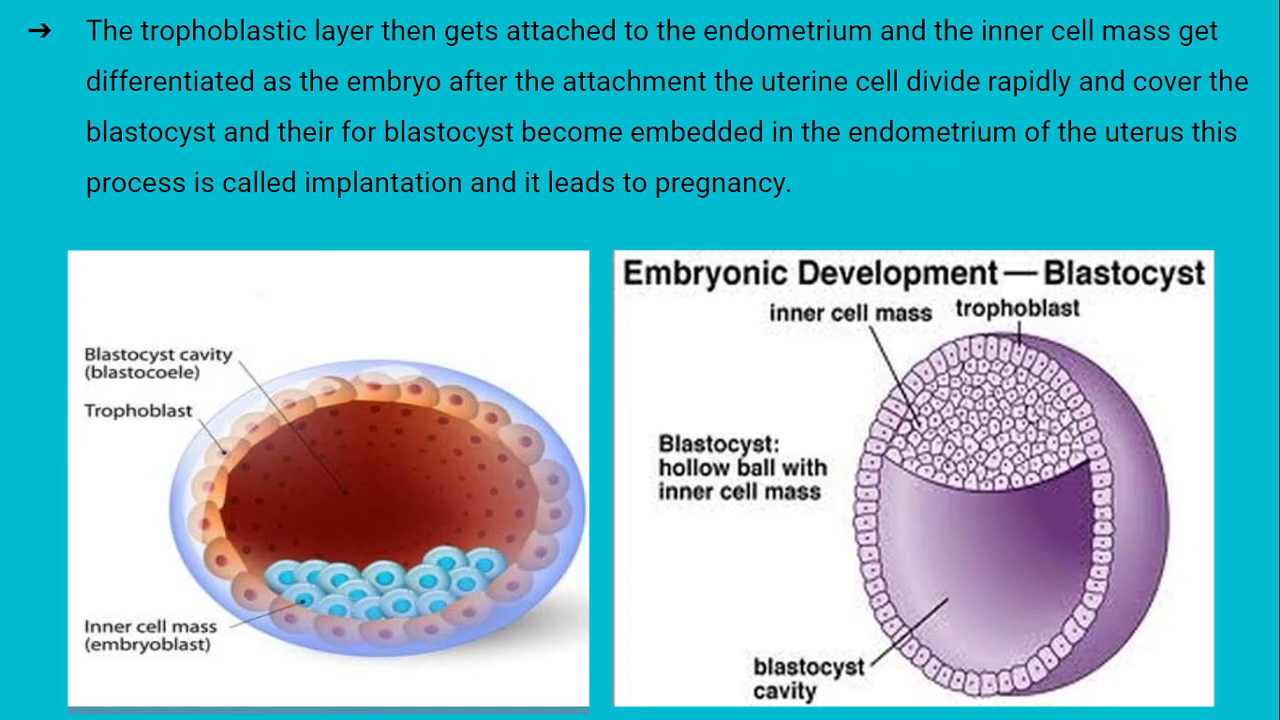 ➔ The trophoblastic layer then gets attached to the endometrium and the inner cell mass get
differentiated as the embryo after the attachment the uterine cell divide rapidly and cover the
blastocyst and their for blastocyst become embedded in the endometrium of the uterus this
process is called implantation and it leads to pregnancy.
Blastocyst cavity
(blastocoele)
Trophoblast
Inner cell mass
(embryoblast)
Embryonic Development — Blastocyst
inner cell mass
trophoblast
Blastocyst:
hollow ball with
inner cell mass
blastocyst
cavity